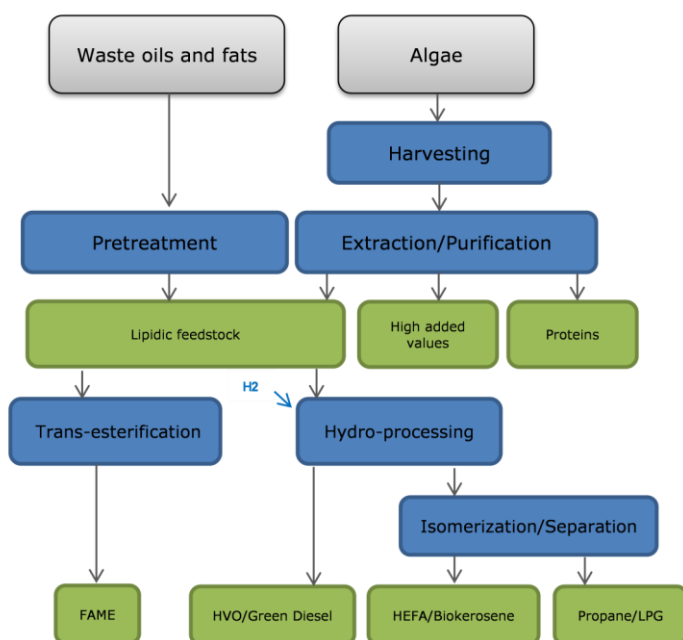 Waste oils and fats
Algae
Harvesting
Pretreatment
Extraction/Purification
Lipidic feedstock
High added
values
Proteins
H2
Trans-esterification
Hydro-processing
Isomerization/Separation
FAME
HVO/Green Diesel
HEFA/Biokerosene
Propane/LPG